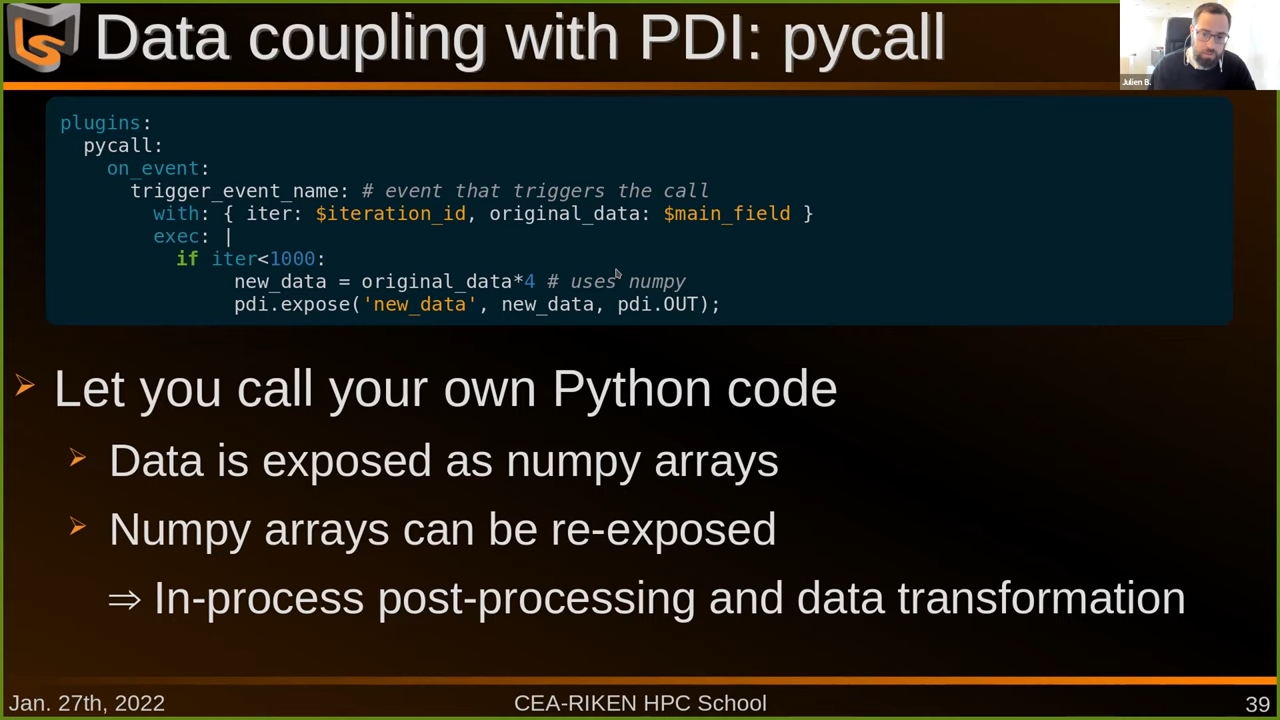 Data coupling with PDI: pycall
Julien B.
plugins:
pycall:
on_event:
trigger_event_name: # event that triggers the call
with: { iter: $iteration_id, original_data: $main_field }
exec: |
if iter<1000:
new_data = original_data*4 # uses numpy
pdi.expose('new_data', new_data, pdi.OUT);
Let you call your own Python code
Data is exposed as numpy arrays
Numpy arrays can be re-exposed
⇒ In-process post-processing and data transformation
Jan. 27th, 2022
CEA-RIKEN HPC School
39